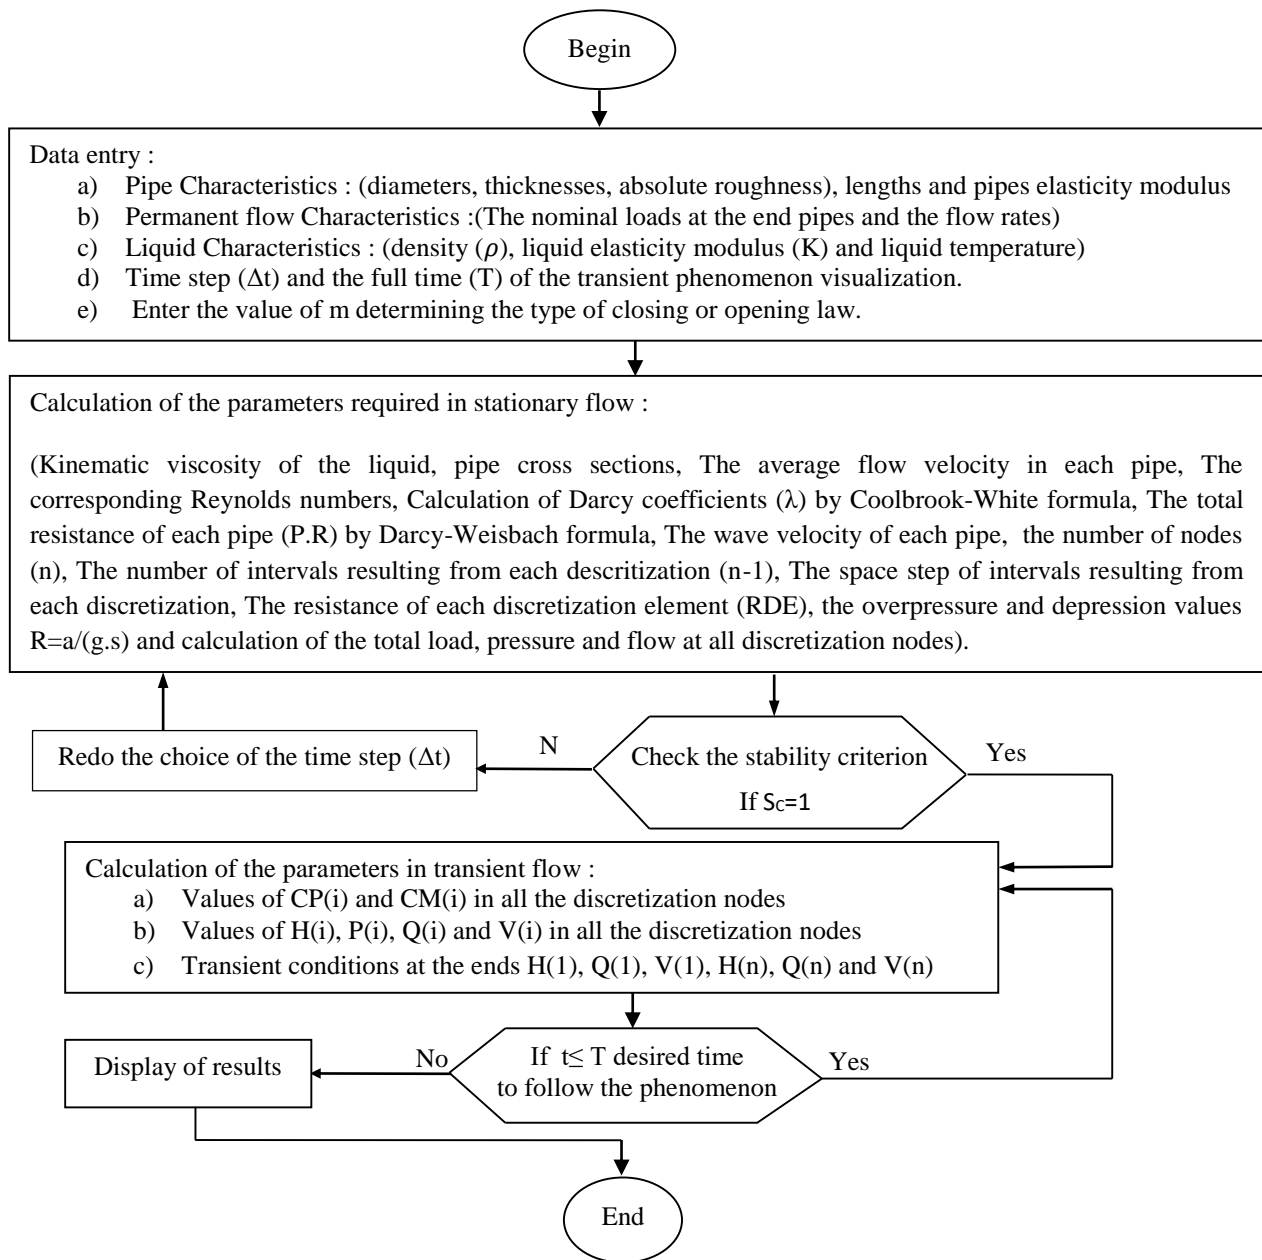 Begin
Data entry :
a) Pipe Characteristics : (diameters, thicknesses, absolute roughness), lengths and pipes elasticity modulus
b) Permanent flow Characteristics :(The nominal loads at the end pipes and the flow rates)
c) Liquid Characteristics : (density (ρ), liquid elasticity modulus (K) and liquid temperature)
d) Time step (Δt) and the full time (T) of the transient phenomenon visualization.
e) Enter the value of m determining the type of closing or opening law.
Calculation of the parameters required in stationary flow :
(Kinematic viscosity of the liquid, pipe cross sections, The average flow velocity in each pipe, The
corresponding Reynolds numbers, Calculation of Darcy coefficients (λ) by Coolbrook-White formula, The total
resistance of each pipe (P.R) by Darcy-Weisbach formula, The wave velocity of each pipe, the number of nodes
(n), The number of intervals resulting from each descritization (n-1), The space step of intervals resulting from
each discretization, The resistance of each discretization element (RDE), the overpressure and depression values
R=a/(g.s) and calculation of the total load, pressure and flow at all discretization nodes).
Redo the choice of the time step (Δt)
N
Check the stability criterion
If Sc=1
Yes
Calculation of the parameters in transient flow :
a) Values of CP(i) and CM(i) in all the discretization nodes
b) Values of H(i), P(i), Q(i) and V(i) in all the discretization nodes
c) Transient conditions at the ends H(1), Q(1), V(1), H(n), Q(n) and V(n)
Display of results
No
If t≤ T desired time
to follow the phenomenon
Yes
End